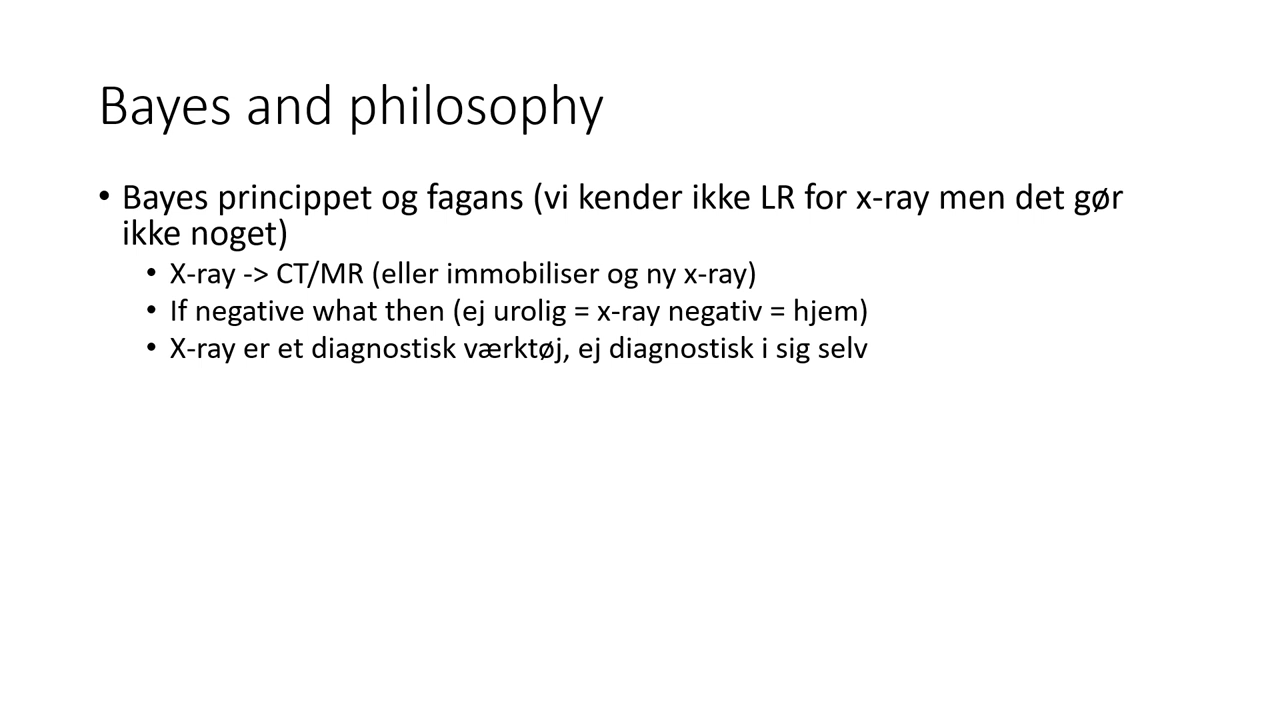 Bayes and philosophy
• Bayes princippet og fagans (vi kender ikke LR for x-ray men det gør
ikke noget)
• X-ray -> CT/MR (eller immobiliser og ny x-ray)
• If negative what then (ej urolig = x-ray negativ = hjem)
• X-ray er et diagnostisk værktøj, ej diagnostisk i sig selv